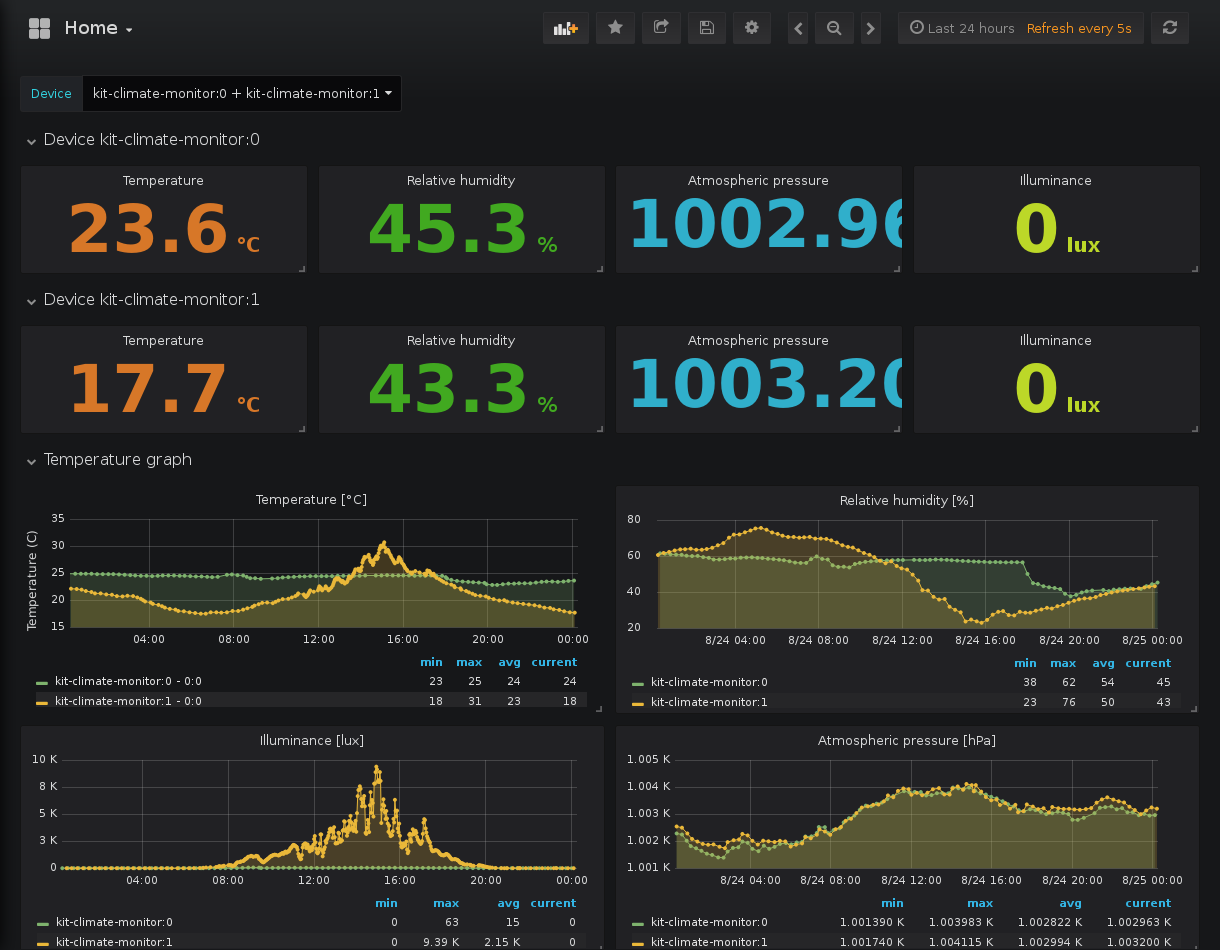 Home
Last 24 hours Refresh every 5s
Device kit-climate-monitor:0 + kit-climate-monitor:1
Device kit-climate-monitor:0
Temperature Relative humidity Atmospheric pressure Illuminance
23.6 °C 45.3 % 1002.96 0 lux
Device kit-climate-monitor:1
Temperature Relative humidity Atmospheric pressure Illuminance
17.7 °C 43.3 % 1003.20 0 lux
Temperature graph
Temperature [°C]
Temperature (C)
35
30
25
20
15
04:00 08:00 12:00 16:00 20:00 00:00
min max avg current
kit-climate-monitor:0 - 0:0 23 25 24 24
kit-climate-monitor:1 - 0:0 18 31 23 18
Relative humidity [%]
80
60
40
20
8/24 04:00 8/24 08:00 8/24 12:00 8/24 16:00 8/24 20:00 8/25 00:00
min max avg current
kit-climate-monitor:0 38 62 54 45
kit-climate-monitor:1 23 76 50 43
Illuminance [lux]
10 K
8 K
5 K
3 K
0
04:00 08:00 12:00 16:00 20:00 00:00
min max avg current
kit-climate-monitor:0 0 63 15 0
kit-climate-monitor:1 0 9.39 K 2.15 K 0
Atmospheric pressure [hPa]
1.005 K
1.004 K
1.003 K
1.002 K
1.001 K
8/24 04:00 8/24 08:00 8/24 12:00 8/24 16:00 8/24 20:00 8/25 00:00
min max avg current
kit-climate-monitor:0 1.001390 K 1.003983 K 1.002822 K 1.002963 K
kit-climate-monitor:1 1.001740 K 1.004115 K 1.002994 K 1.003200 K